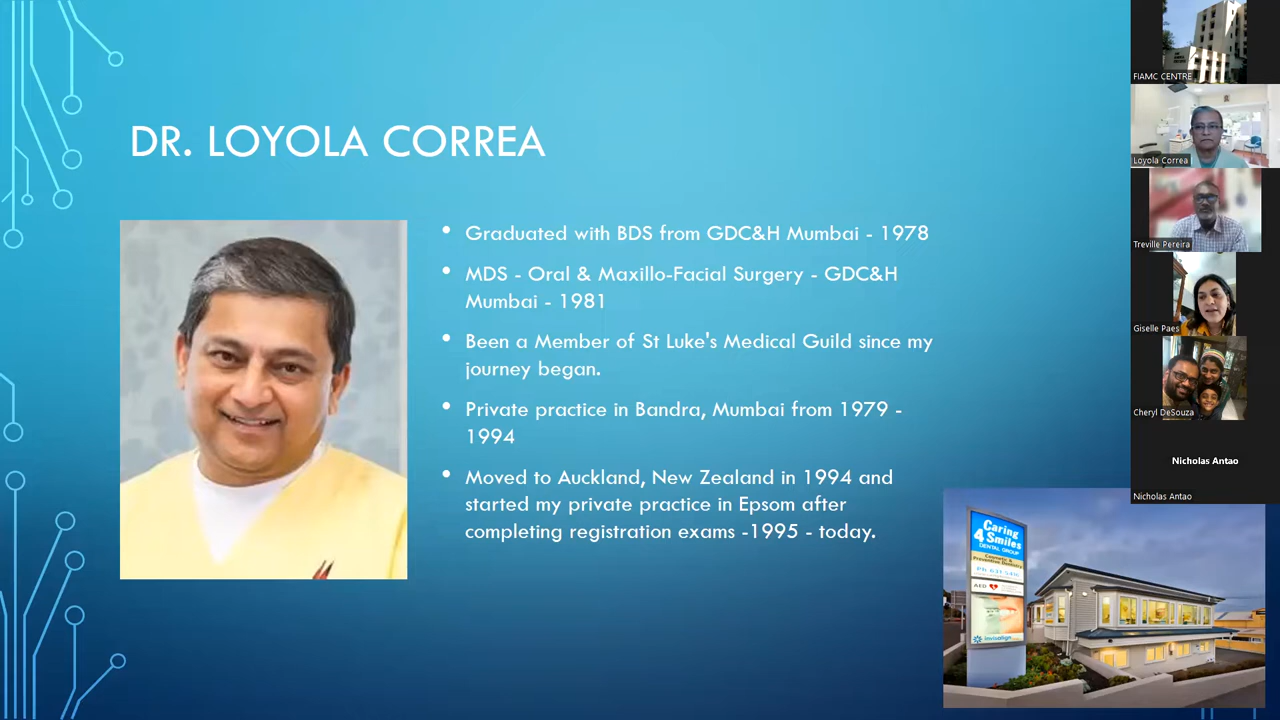 DR. LOYOLA CORREA
• Graduated with BDS from GDC&H Mumbai - 1978
• MDS - Oral & Maxillo-Facial Surgery - GDC&H
Mumbai - 1981
• Been a Member of St Luke's Medical Guild since my
journey began.
• Private practice in Bandra, Mumbai from 1979 -
1994
• Moved to Auckland, New Zealand in 1994 and
started my private practice in Epsom after
completing registration exams -1995 - today.
FIAMC CENTRE
Loyola Correa
Treville Pereira
Giselle Paes
Cheryl DeSouza
Nicholas Antao
Nicholas Antao
Caring
4 Smiles
DENTAL GROUP
Cosmetic &
Preventive Dentistry
AED
invisalign